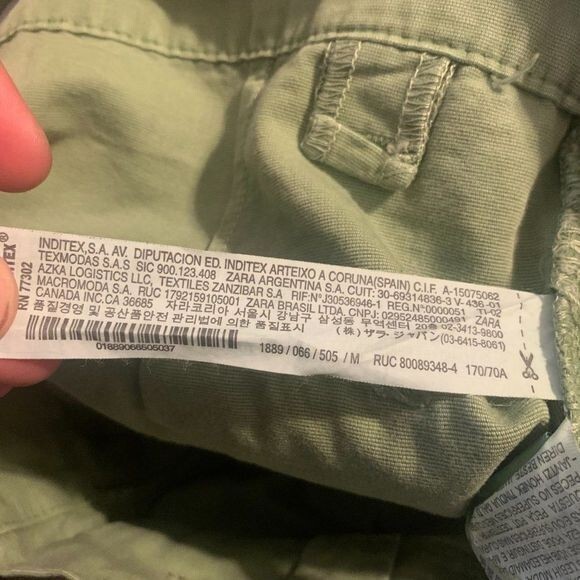 INDITEX,S.A. AV. DIPUTACION ED. INDITEX ARTEIXO A CORUNA(SPAIN) C.I.F. A-15075062
TEXMODAS S.A.S SIC 900.123.408 ZARA ARGENTINA S.A. CUIT: 30-69314836-3 V-436-01
AZKA LOGISTICS LLC, TEXTILES ZANZIBAR S.A RIF:N°J30536946-1 REG.N°0000051 TI-02
MACROMODA S.A. RUC 1792159105001 ZARA BRASIL LTDA. CNPJ: 02952485000491 ZARA
CANADA INC.CA 36685 자라코리아 서울시 강남구 삼성동 무역센터 20층 02-3413-9800
품질경영 및 공산품안전 관리법에 의한 품질표시 (株) ザラ・ジャパン(03-6415-8061)
01889066505037
1889 / 066 / 505 / M RUC 80089348-4 170/70A
RN 77302